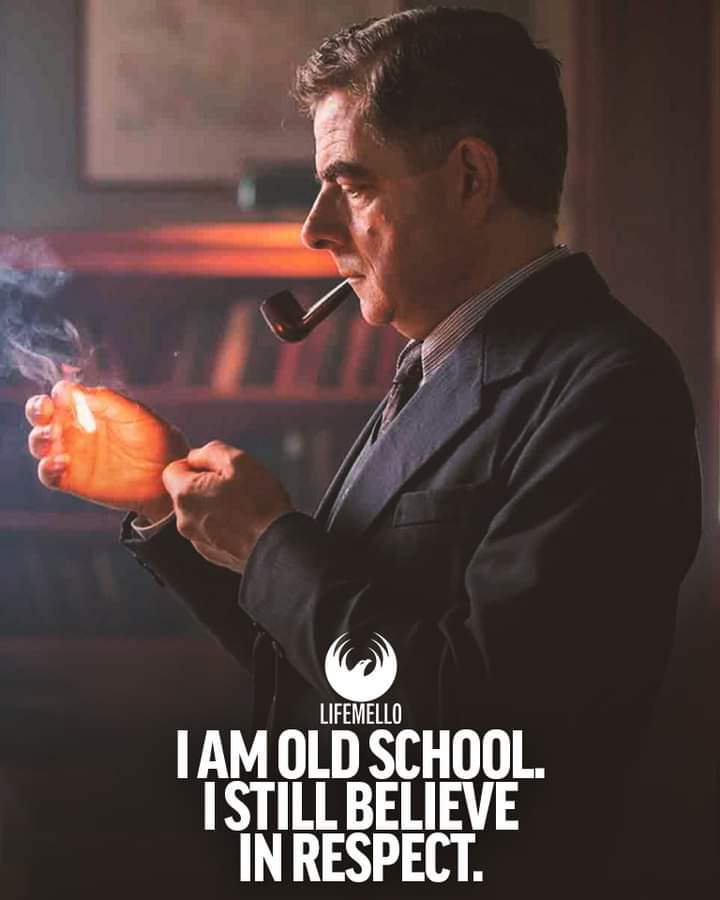 LIFEMELLO
I AM OLD SCHOOL.
I STILL BELIEVE
IN RESPECT.